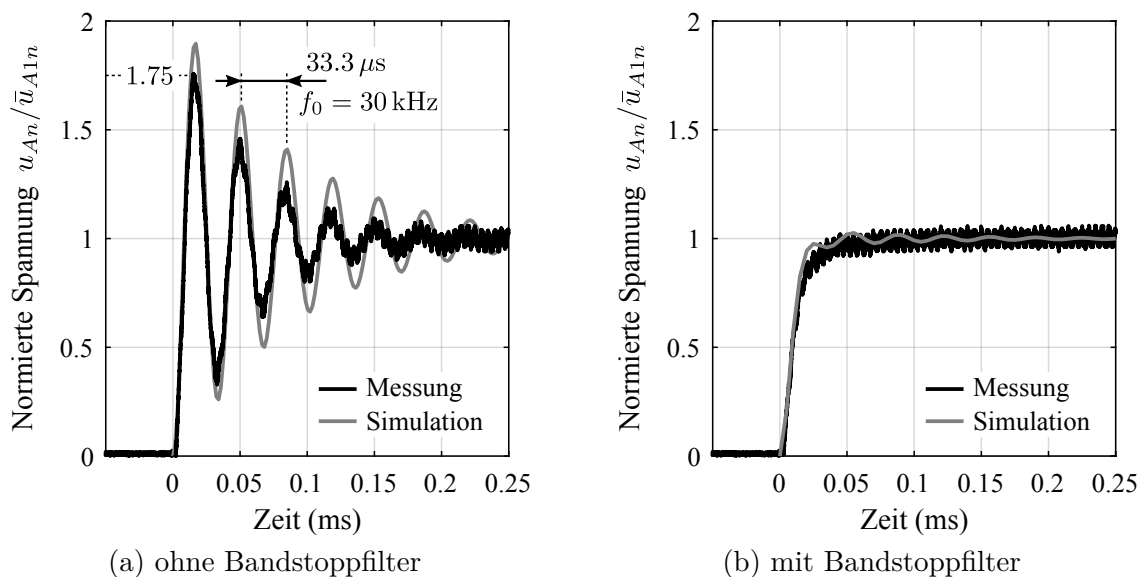 Normierte Spannung u_{An}/ū_{A1n}
2
1.5
1
0.5
0
1.75
33.3 μs
f_0 = 30 kHz
Messung
Simulation
0 0.05 0.1 0.15 0.2 0.25
Zeit (ms)
(a) ohne Bandstoppfilter
Normierte Spannung u_{An}/ū_{A1n}
2
1.5
1
0.5
0
Messung
Simulation
0 0.05 0.1 0.15 0.2 0.25
Zeit (ms)
(b) mit Bandstoppfilter